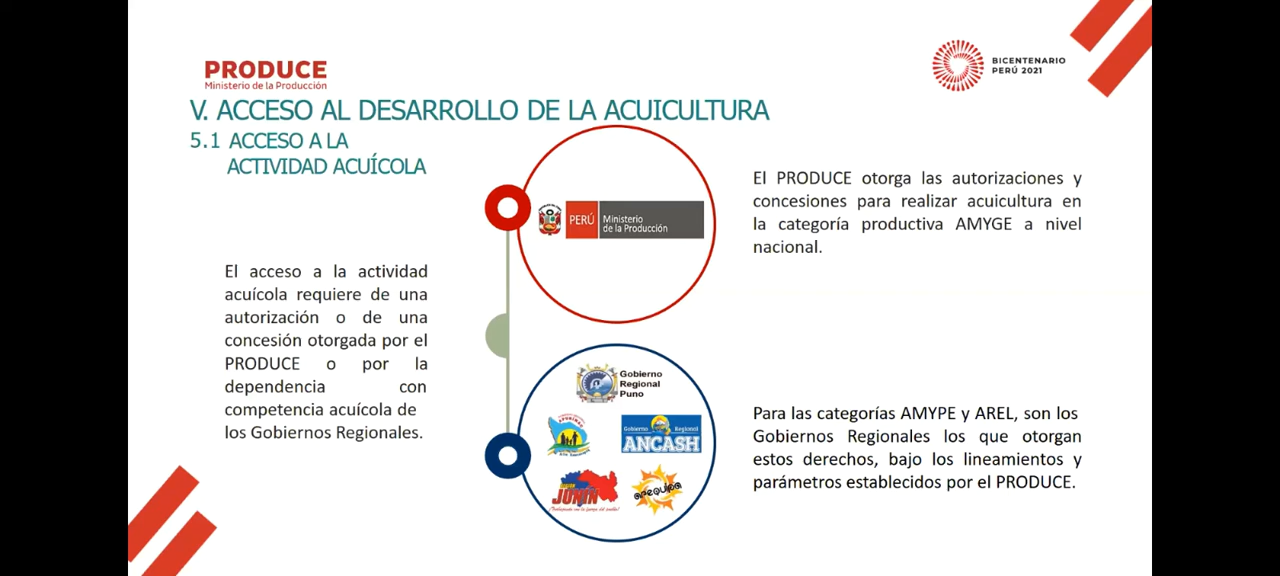 PRODUCE
Ministerio de la Producción
BICENTENARIO
PERÚ 2021
V. ACCESO AL DESARROLLO DE LA ACUICULTURA
5.1 ACCESO A LA
ACTIVIDAD ACUÍCOLA
El acceso a la actividad
acuícola requiere de una
autorización o de una
concesión otorgada por el
PRODUCE o por la
dependencia con
competencia acuícola de
los Gobiernos Regionales.
PERÚ
Ministerio
de la Producción
El PRODUCE otorga las autorizaciones y
concesiones para realizar acuicultura en
la categoría productiva AMYGE a nivel
nacional.
Gobierno
Regional
Puno
Gobierno Regional
ANCASH
JUNIN
AREQUIPA
Para las categorías AMYPE y AREL, son los
Gobiernos Regionales los que otorgan
estos derechos, bajo los lineamientos y
parámetros establecidos por el PRODUCE.